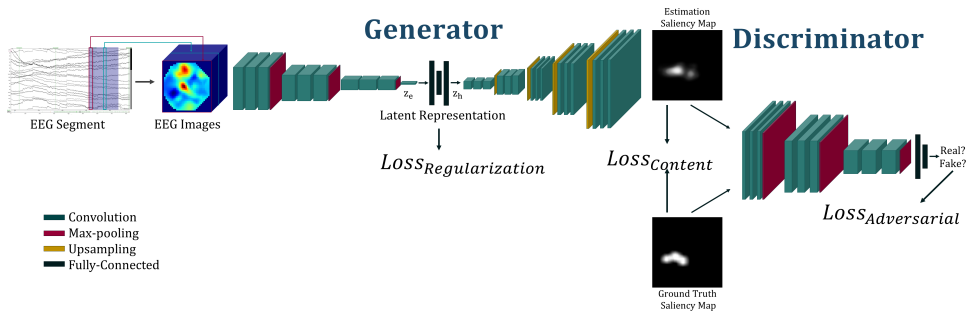 Generator
Discriminator
EEG Segment
EEG Images
z_e
z_h
Latent Representation
Loss_Regularization
Estimation
Saliency Map
Loss_Content
Ground Truth
Saliency Map
Real?
Fake?
Loss_Adversarial
Convolution
Max-pooling
Upsampling
Fully-Connected